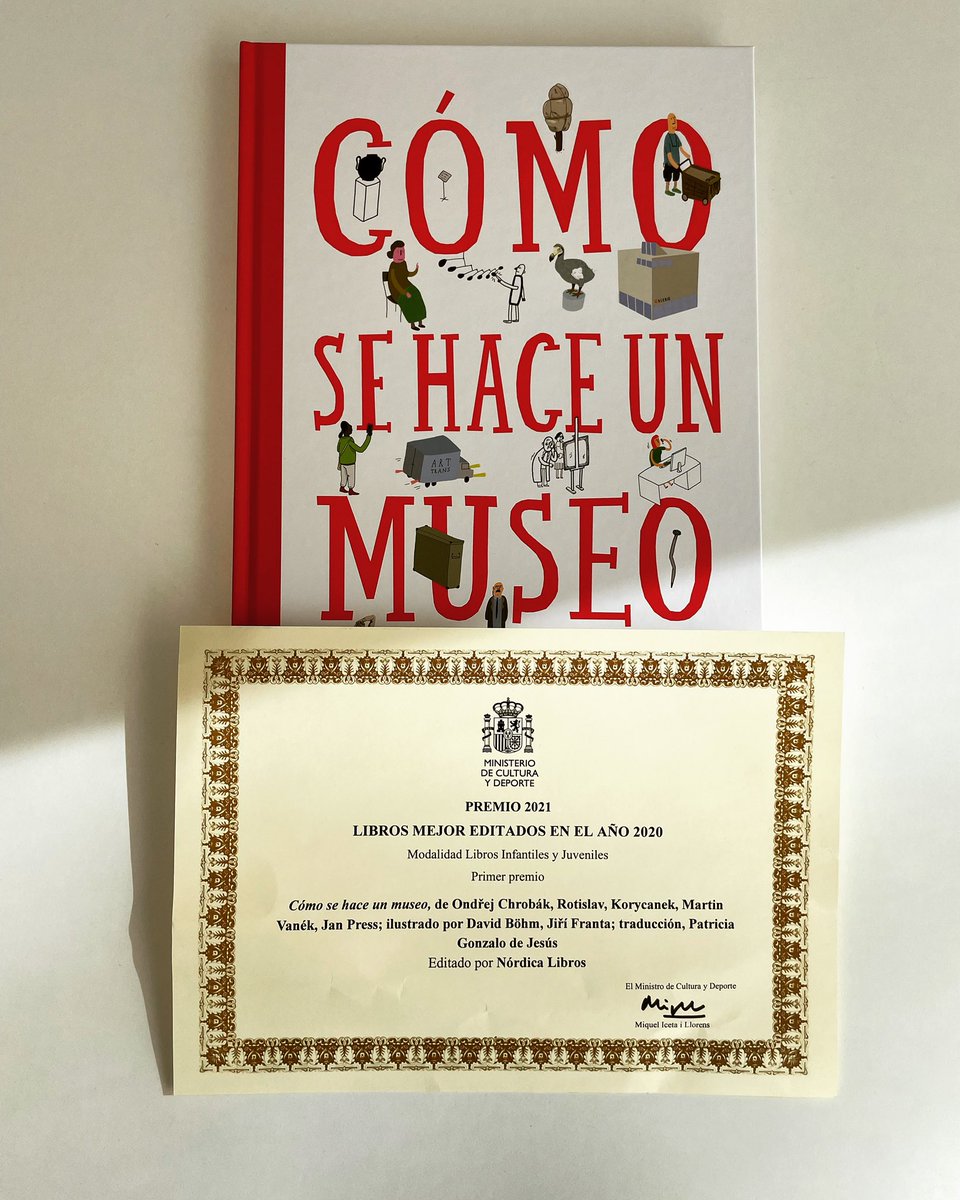 CÓMO
SE HACE UN
ART
TRANS
MUSEO
MINISTERIO
DE CULTURA
Y DEPORTE
PREMIO 2021
LIBROS MEJOR EDITADOS EN EL AÑO 2020
Modalidad Libros Infantiles y Juveniles
Primer premio
Cómo se hace un museo, de Ondřej Chrobák, Rotislav, Korycanek, Martin
Vanék, Jan Press; ilustrado por David Böhm, Jiří Franta; traducción, Patricia
Gonzalo de Jesús
Editado por Nórdica Libros
El Ministro de Cultura y Deporte
Miquel Iceta i Llorens